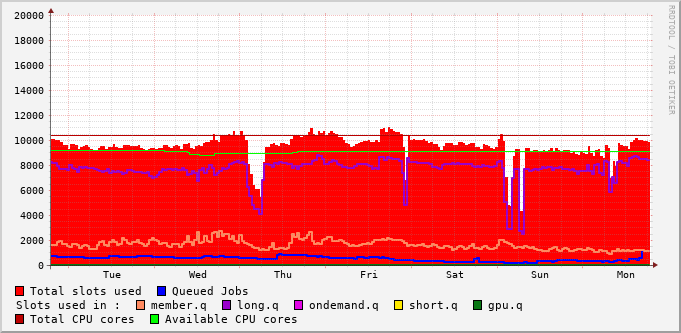 20000
18000
16000
14000
12000
10000
8000
6000
4000
2000
0
Tue Wed Thu Fri Sat Sun Mon
RRDTOOL / TOBI OETIKER
Total slots used Queued Jobs
Slots used in : member.q long.q ondemand.q short.q gpu.q
Total CPU cores Available CPU cores